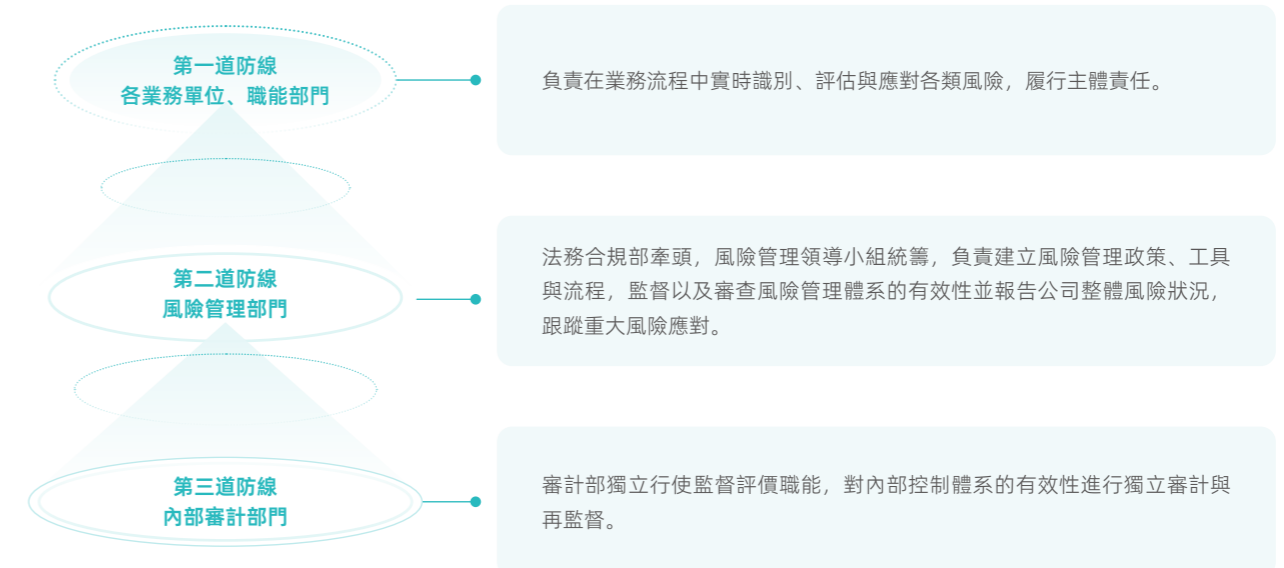 第一道防線
各業務單位、職能部門
負責在業務流程中實時識別、評估與應對各類風險，履行主體責任。
第二道防線
風險管理部門
法務合規部牽頭，風險管理領導小組統籌，負責建立風險管理政策、工具
與流程，監督以及審查風險管理體系的有效性並報告公司整體風險狀況，
跟蹤重大風險應對。
第三道防線
內部審計部門
審計部獨立行使監督評價職能，對內部控制體系的有效性進行獨立審計與
再監督。